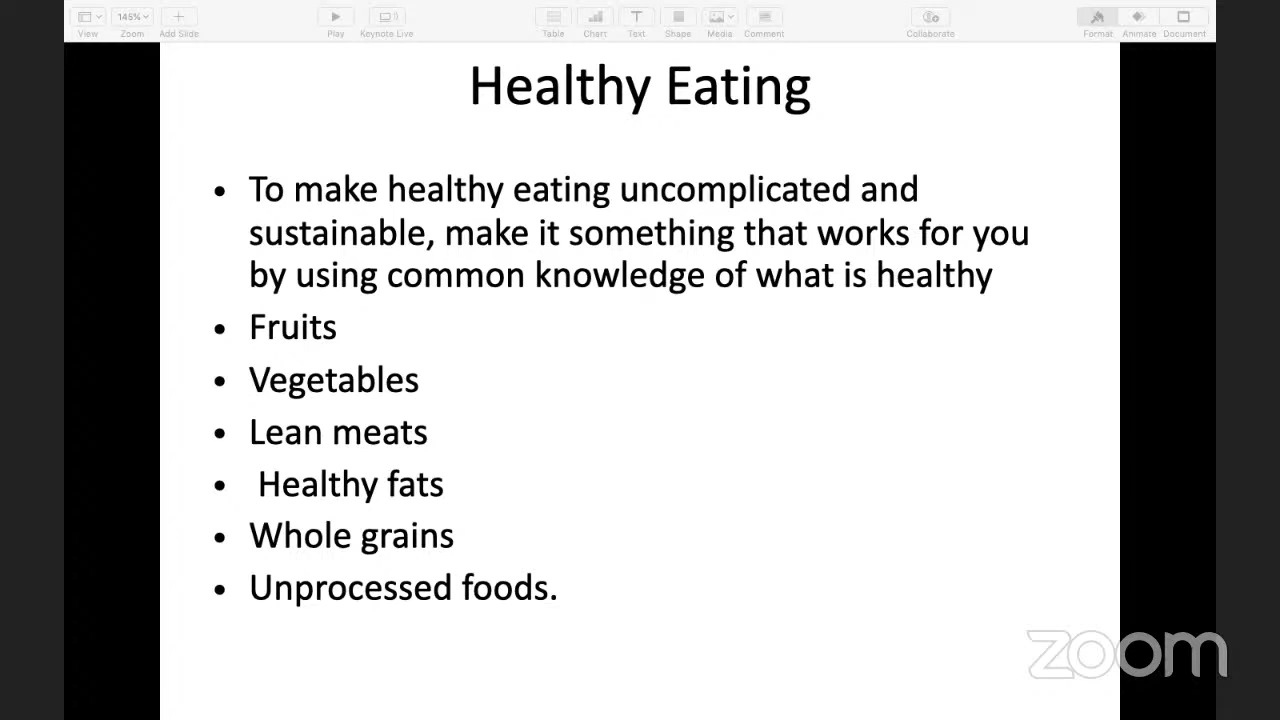 145%
View
Zoom
Add Slide
Play
Keynote Live
Table
Chart
Text
Shape
Media
Comment
Collaborate
Format
Animate
Document
Healthy Eating
• To make healthy eating uncomplicated and
sustainable, make it something that works for you
by using common knowledge of what is healthy
• Fruits
• Vegetables
• Lean meats
• Healthy fats
• Whole grains
• Unprocessed foods.
zoom